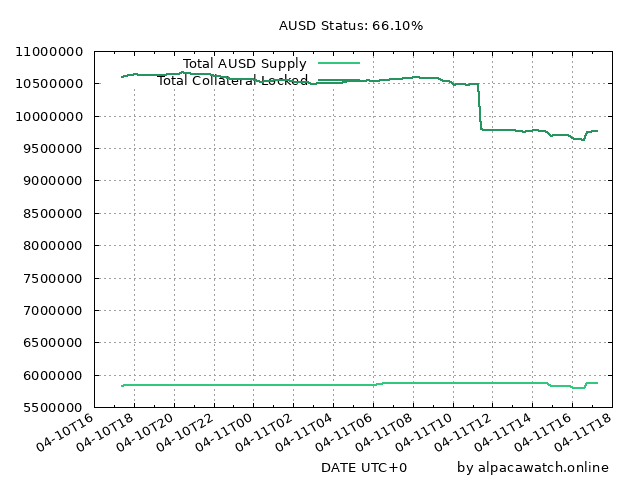 AUSD Status: 66.10%
11000000
10500000
10000000
9500000
9000000
8500000
8000000
7500000
7000000
6500000
6000000
5500000
Total AUSD Supply
Total Collateral Locked
04-10T16
04-10T18
04-10T20
04-10T22
04-11T00
04-11T02
04-11T04
04-11T06
04-11T08
04-11T10
04-11T12
04-11T14
04-11T16
04-11T18
DATE UTC+0
by alpacawatch.online